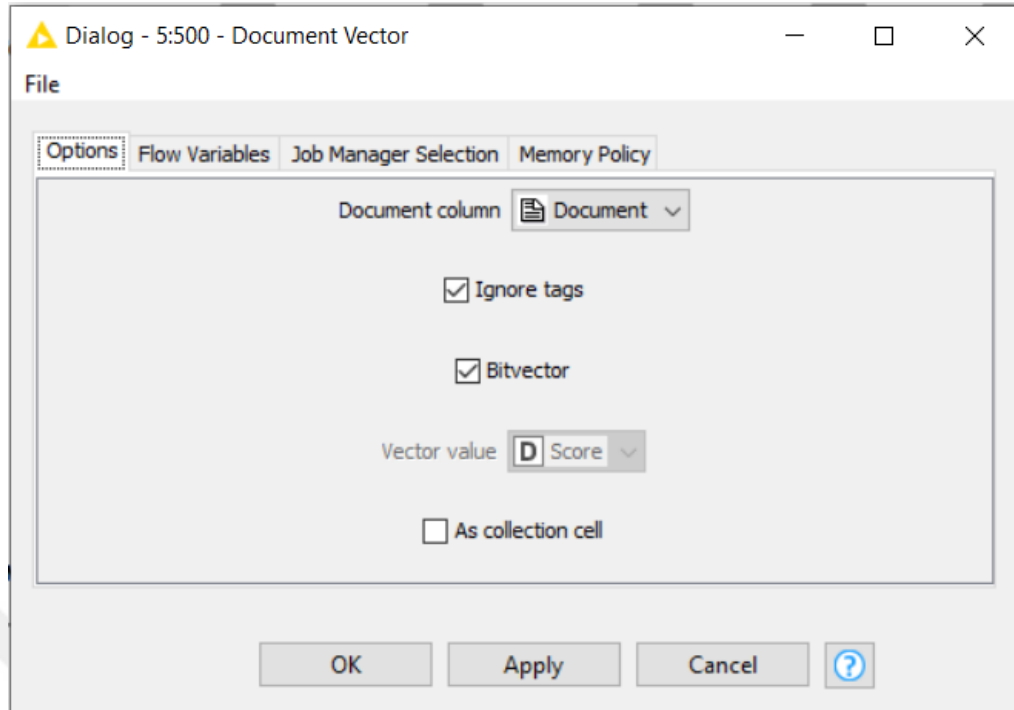 Dialog - 5:500 - Document Vector
File
Options Flow Variables Job Manager Selection Memory Policy
Document column Document
Ignore tags
Bitvector
Vector value D Score
As collection cell
OK Apply Cancel ?